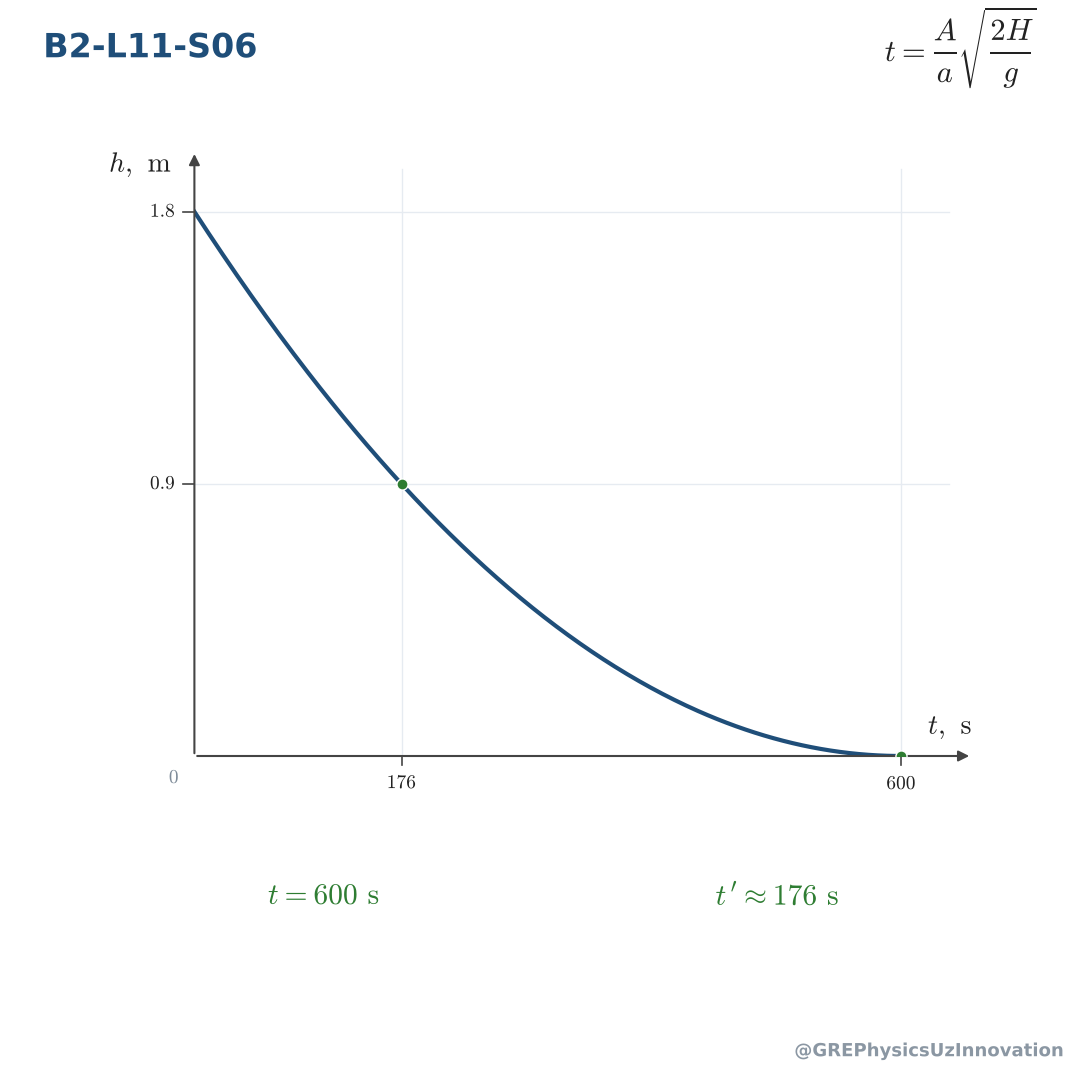 B2-L11-S06
t = A/a √(2H/g)
h, m
1.8
0.9
t, s
0
176
600
t = 600 s
t′ ≈ 176 s
@GREPhysicsUzInnovation